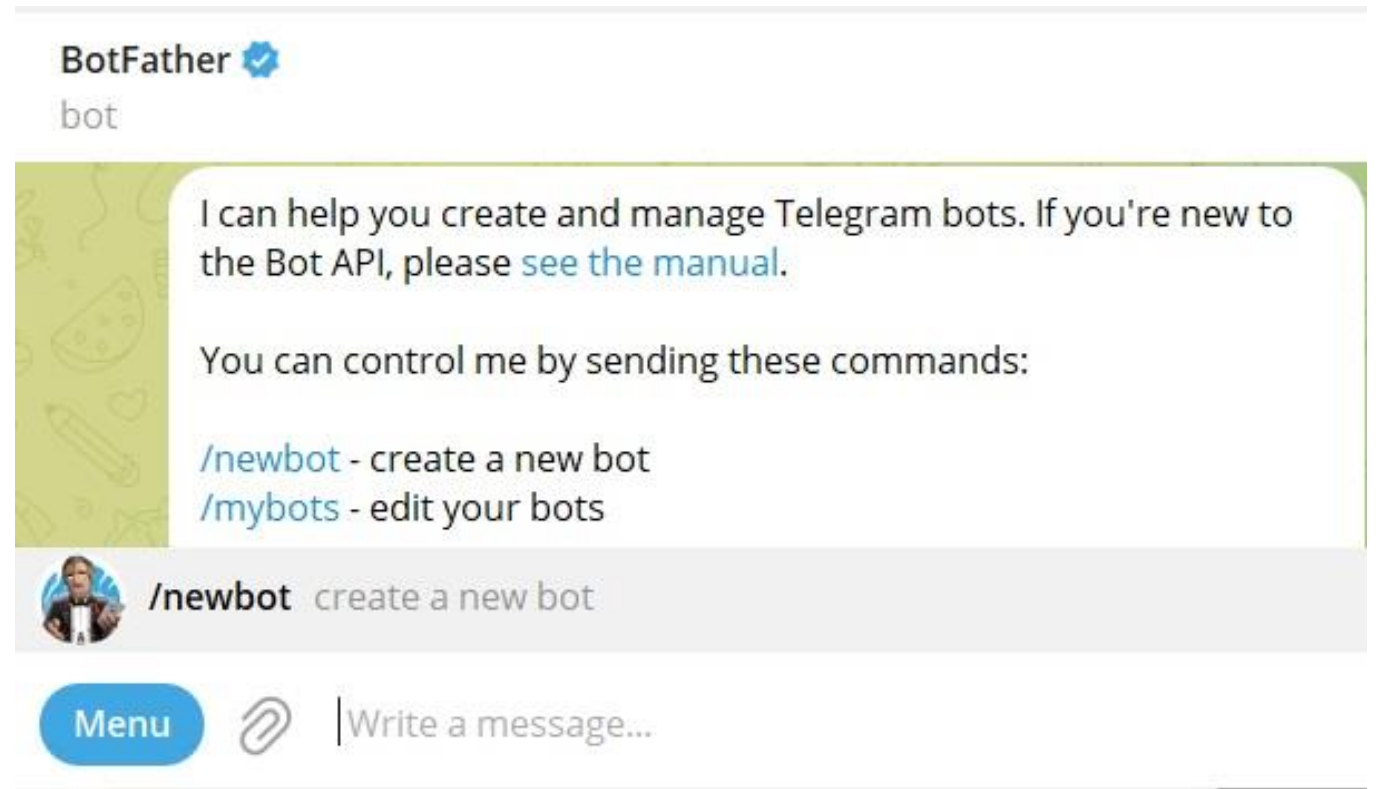 BotFather
bot
I can help you create and manage Telegram bots. If you're new to
the Bot API, please see the manual.
You can control me by sending these commands:
/newbot - create a new bot
/mybots - edit your bots
/newbot create a new bot
Menu Write a message...